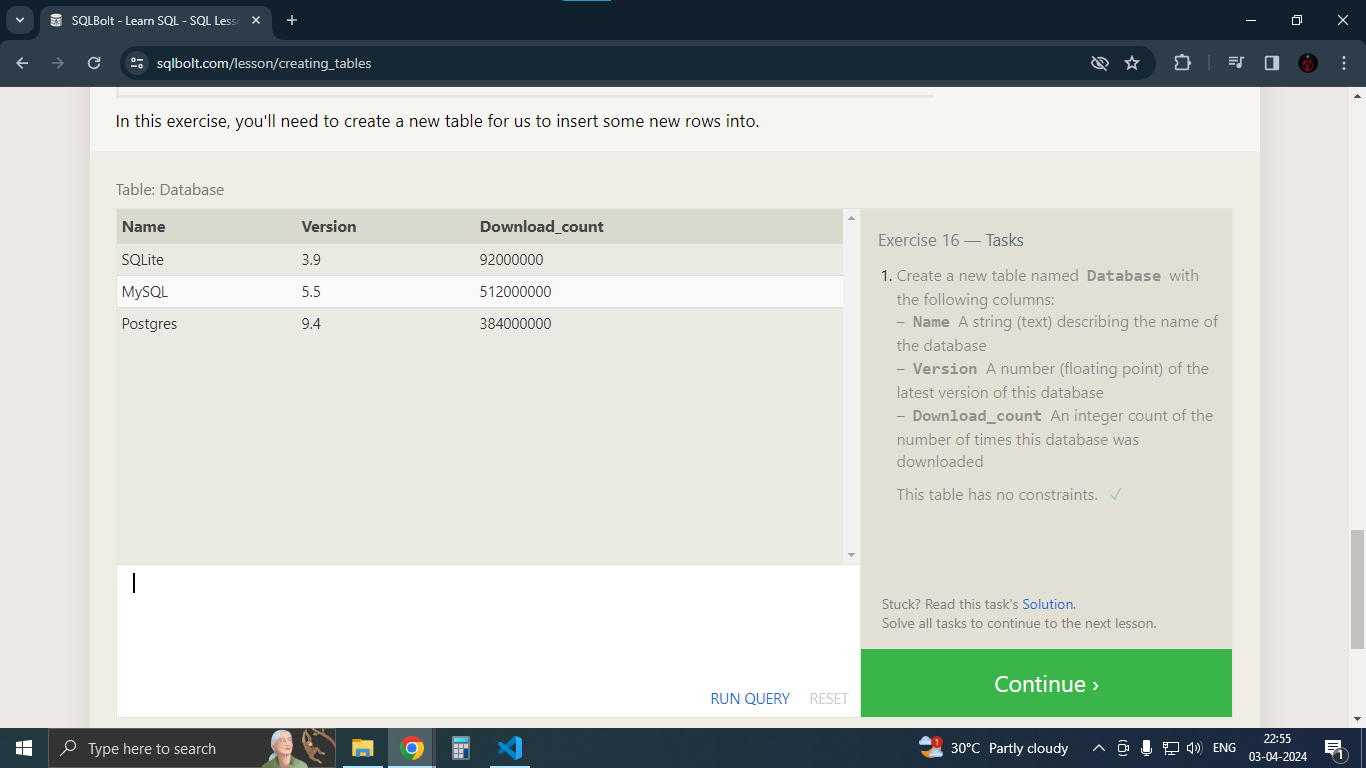 SQLBolt - Learn SQL - SQL Less
sqlbolt.com/lesson/creating_tables
In this exercise, you'll need to create a new table for us to insert some new rows into.
Table: Database
Name Version Download_count
SQLite 3.9 92000000
MySQL 5.5 512000000
Postgres 9.4 384000000
RUN QUERY RESET
Exercise 16 — Tasks
1. Create a new table named Database with
the following columns:
– Name A string (text) describing the name of
the database
– Version A number (floating point) of the
latest version of this database
– Download_count An integer count of the
number of times this database was
downloaded
This table has no constraints. ✓
Stuck? Read this task's Solution.
Solve all tasks to continue to the next lesson.
Continue ›
Type here to search
1
30°C Partly cloudy
ENG
22:55
03-04-2024
1